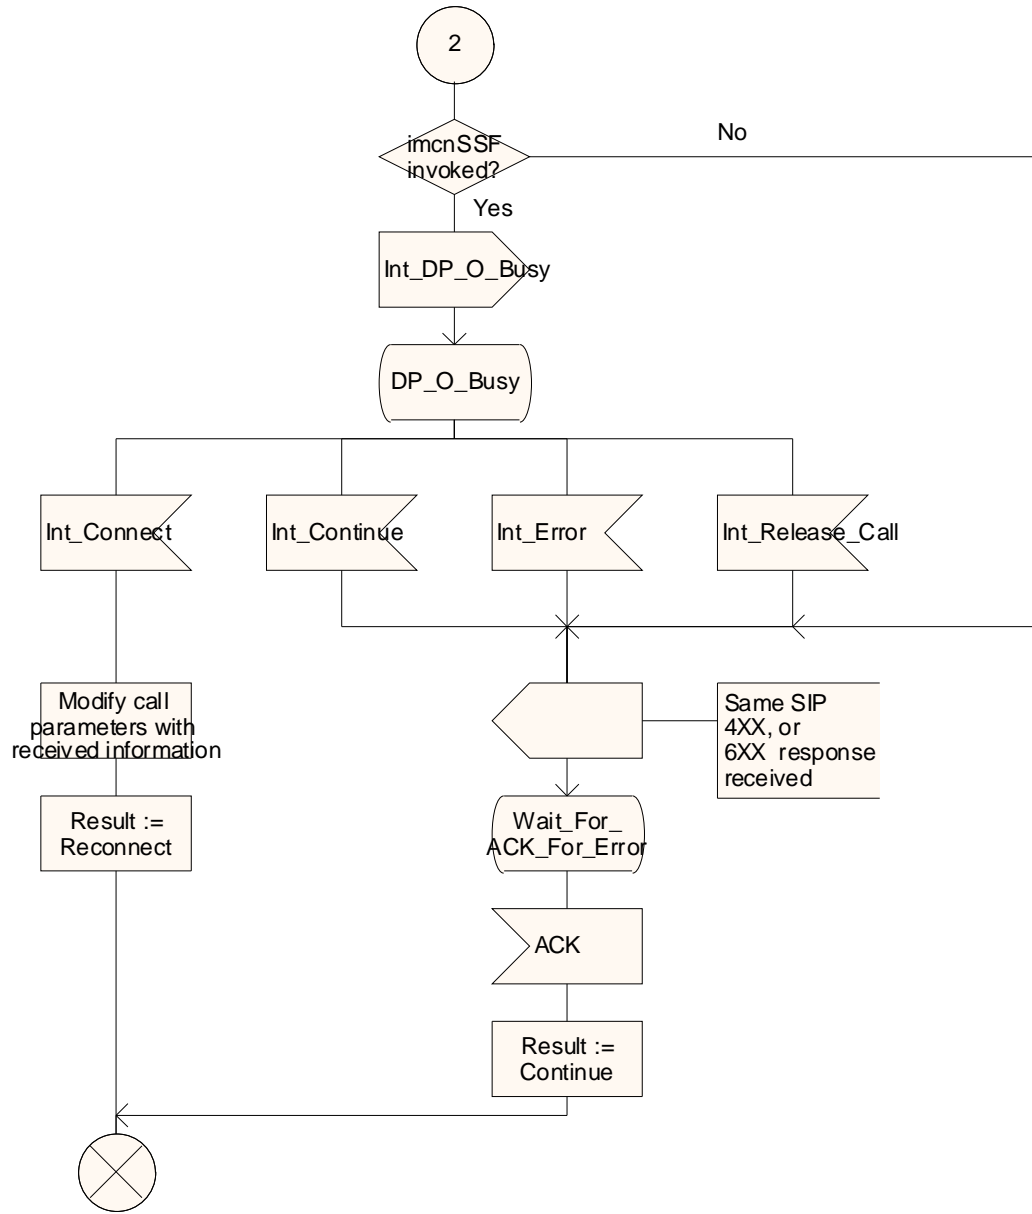 2
imcnSSF
invoked?
No
Yes
Int_DP_O_Busy
DP_O_Busy
Int_Connect
Int_Continue
Int_Error
Int_Release_Call
Modify call
parameters with
received information
Same SIP
4XX, or
6XX response
received
Result :=
Reconnect
Wait_For_
ACK_For_Error
ACK
Result :=
Continue